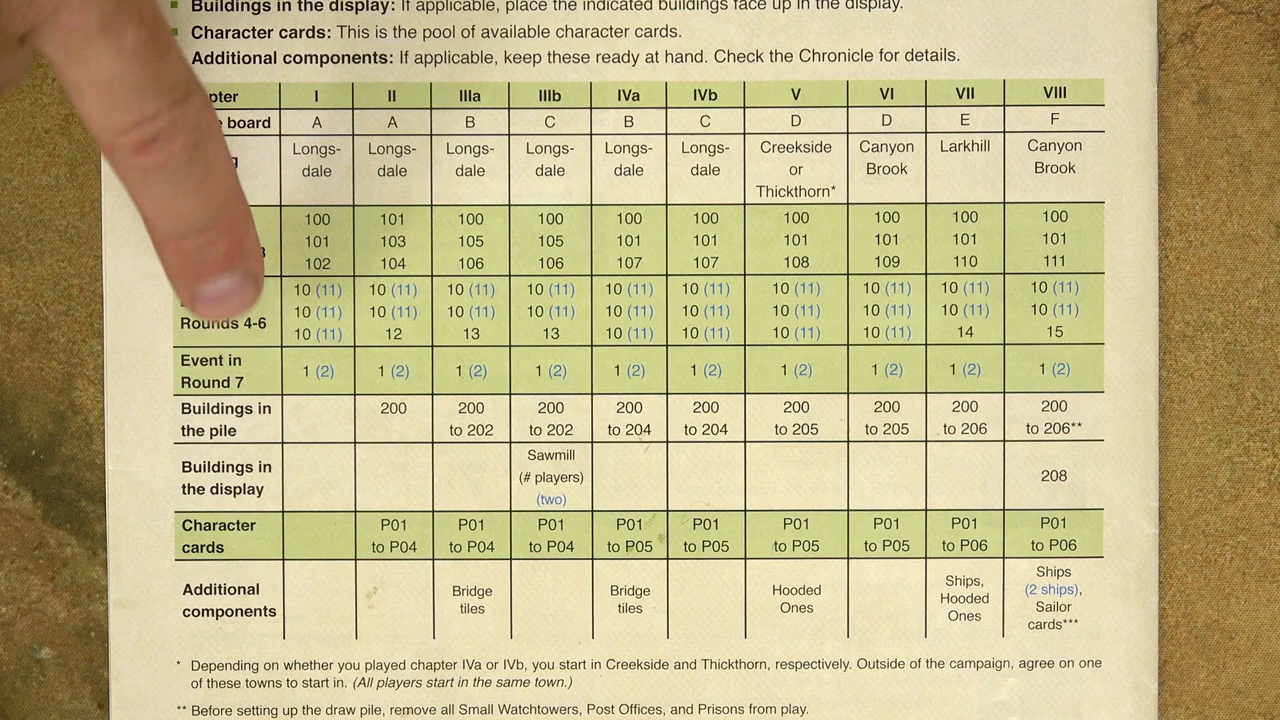 Buildings in the display: If applicable, place the indicated buildings face up in the display.
Character cards: This is the pool of available character cards.
Additional components: If applicable, keep these ready at hand. Check the Chronicle for details.
I II IIIa IIIb IVa IVb V VI VII VIII
board A A B C B C D D E F
Longs- Longs- Longs- Longs- Longs- Longs- Creekside Canyon Larkhill Canyon
dale dale dale dale dale dale or Brook Brook
Thickthorn*
100 101 100 100 100 100 100 100 100 100
101 103 105 105 101 101 101 101 101 101
102 104 106 106 107 107 108 109 110 111
10 (11) 10 (11) 10 (11) 10 (11) 10 (11) 10 (11) 10 (11) 10 (11) 10 (11) 10 (11)
10 (11) 10 (11) 10 (11) 10 (11) 10 (11) 10 (11) 10 (11) 10 (11) 10 (11) 10 (11)
Rounds 4-6 10 (11) 12 13 13 10 (11) 10 (11) 10 (11) 10 (11) 14 15
Event in
Round 7 1 (2) 1 (2) 1 (2) 1 (2) 1 (2) 1 (2) 1 (2) 1 (2) 1 (2) 1 (2)
Buildings in 200 200 200 200 200 200 200 200 200
the pile to 202 to 202 to 204 to 204 to 205 to 205 to 206 to 206**
Sawmill
Buildings in (# players) 208
the display (two)
Character P01 P01 P01 P01 P01 P01 P01 P01 P01
cards to P04 to P04 to P04 to P05 to P05 to P05 to P05 to P06 to P06
Additional Bridge Bridge Hooded Ships, Ships
components tiles tiles Ones Hooded (2 ships),
Ones Sailor
cards***
* Depending on whether you played chapter IVa or IVb, you start in Creekside and Thickthorn, respectively. Outside of the campaign, agree on one
of these towns to start in. (All players start in the same town.)
** Before setting up the draw pile, remove all Small Watchtowers, Post Offices, and Prisons from play.